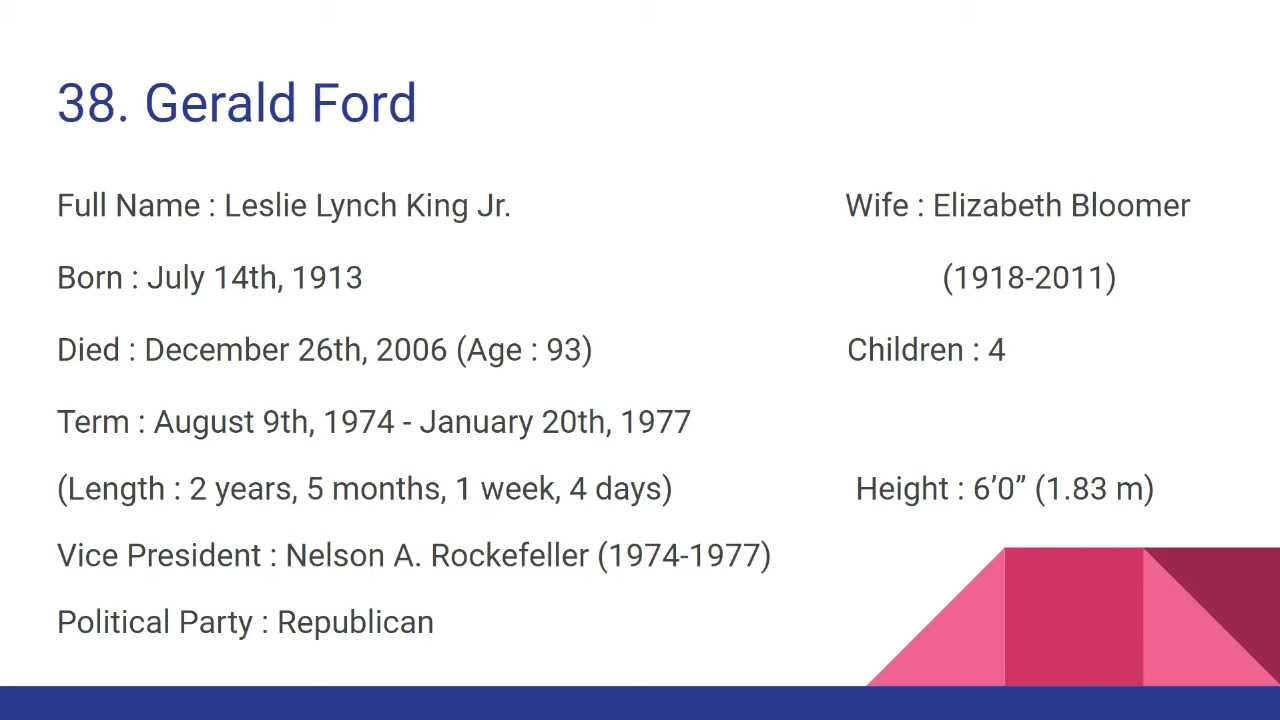 38. Gerald Ford
Full Name : Leslie Lynch King Jr.
Wife : Elizabeth Bloomer
Born : July 14th, 1913
(1918-2011)
Died : December 26th, 2006 (Age : 93)
Children : 4
Term : August 9th, 1974 - January 20th, 1977
(Length : 2 years, 5 months, 1 week, 4 days)
Height : 6’0” (1.83 m)
Vice President : Nelson A. Rockefeller (1974-1977)
Political Party : Republican